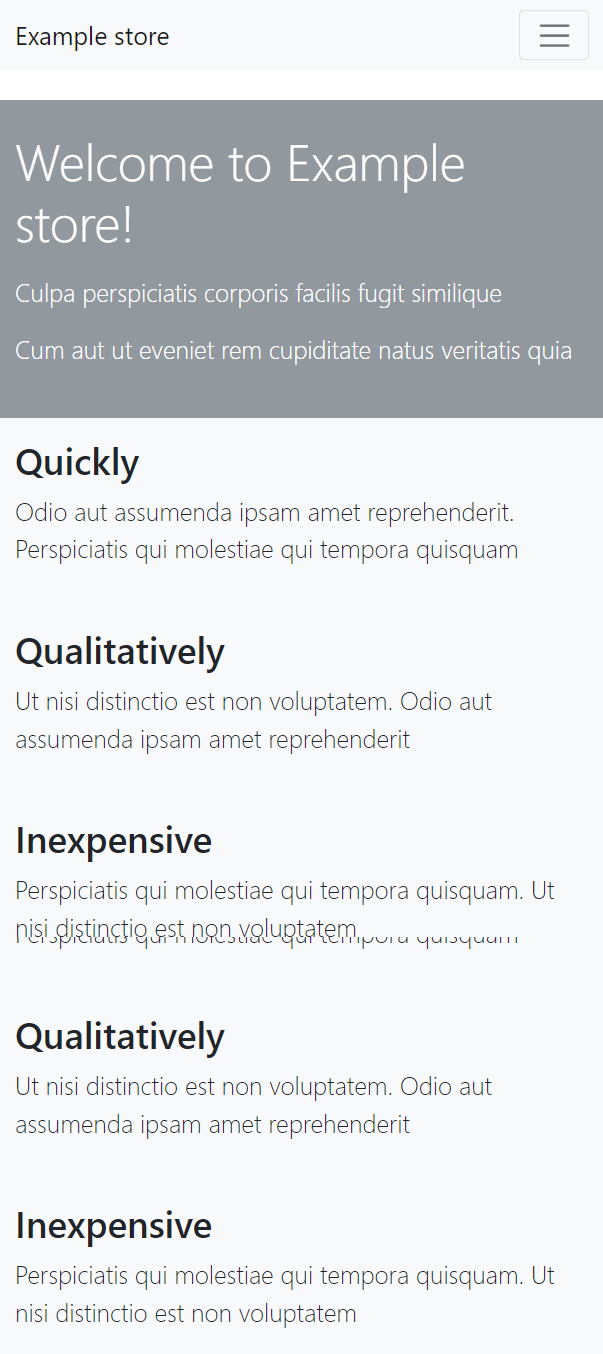 Example store
Welcome to Example
store!
Culpa perspiciatis corporis facilis fugit similique
Cum aut ut eveniet rem cupiditate natus veritatis quia
Quickly
Odio aut assumenda ipsam amet reprehenderit.
Perspiciatis qui molestiae qui tempora quisquam
Qualitatively
Ut nisi distinctio est non voluptatem. Odio aut
assumenda ipsam amet reprehenderit
Inexpensive
Perspiciatis qui molestiae qui tempora quisquam. Ut
nisi distinctio est non voluptatem
Perspiciatis qui molestiae qui tempora quisquam
Qualitatively
Ut nisi distinctio est non voluptatem. Odio aut
assumenda ipsam amet reprehenderit
Inexpensive
Perspiciatis qui molestiae qui tempora quisquam. Ut
nisi distinctio est non voluptatem